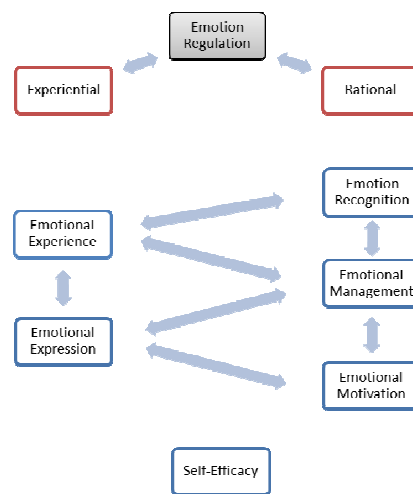 Emotion
Regulation
Experiential
Rational
Emotion
Recognition
Emotional
Experience
Emotional
Management
Emotional
Expression
Emotional
Motivation
Self-Efficacy